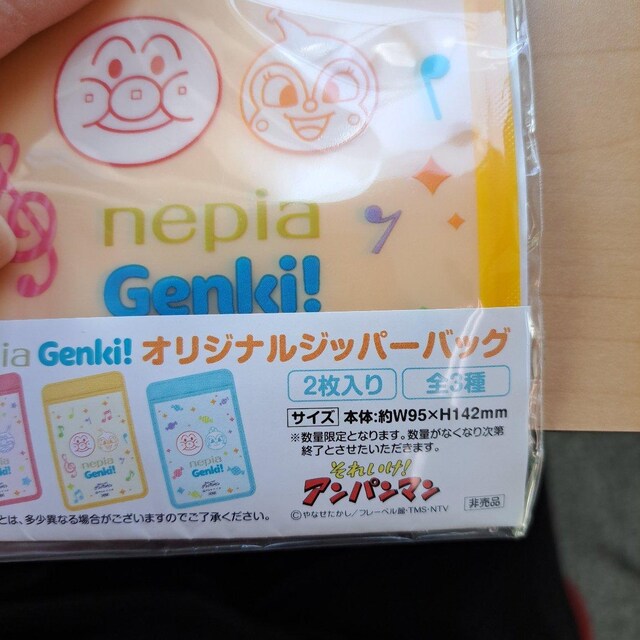 nepia
Genki!
nepia Genki! オリジナルジッパーバッグ
2枚入り 全3種
サイズ 本体:約W95×H142mm
※数量限定となります。数量がなくなり次第
終了とさせていただきます。
nepia
Genki!
nepia
Genki!
それいけ!
アンパンマン
非売品
とは、多少異なる場合がございますのでご了承ください。
©やなせたかし/フレーベル館・TMS・NTV